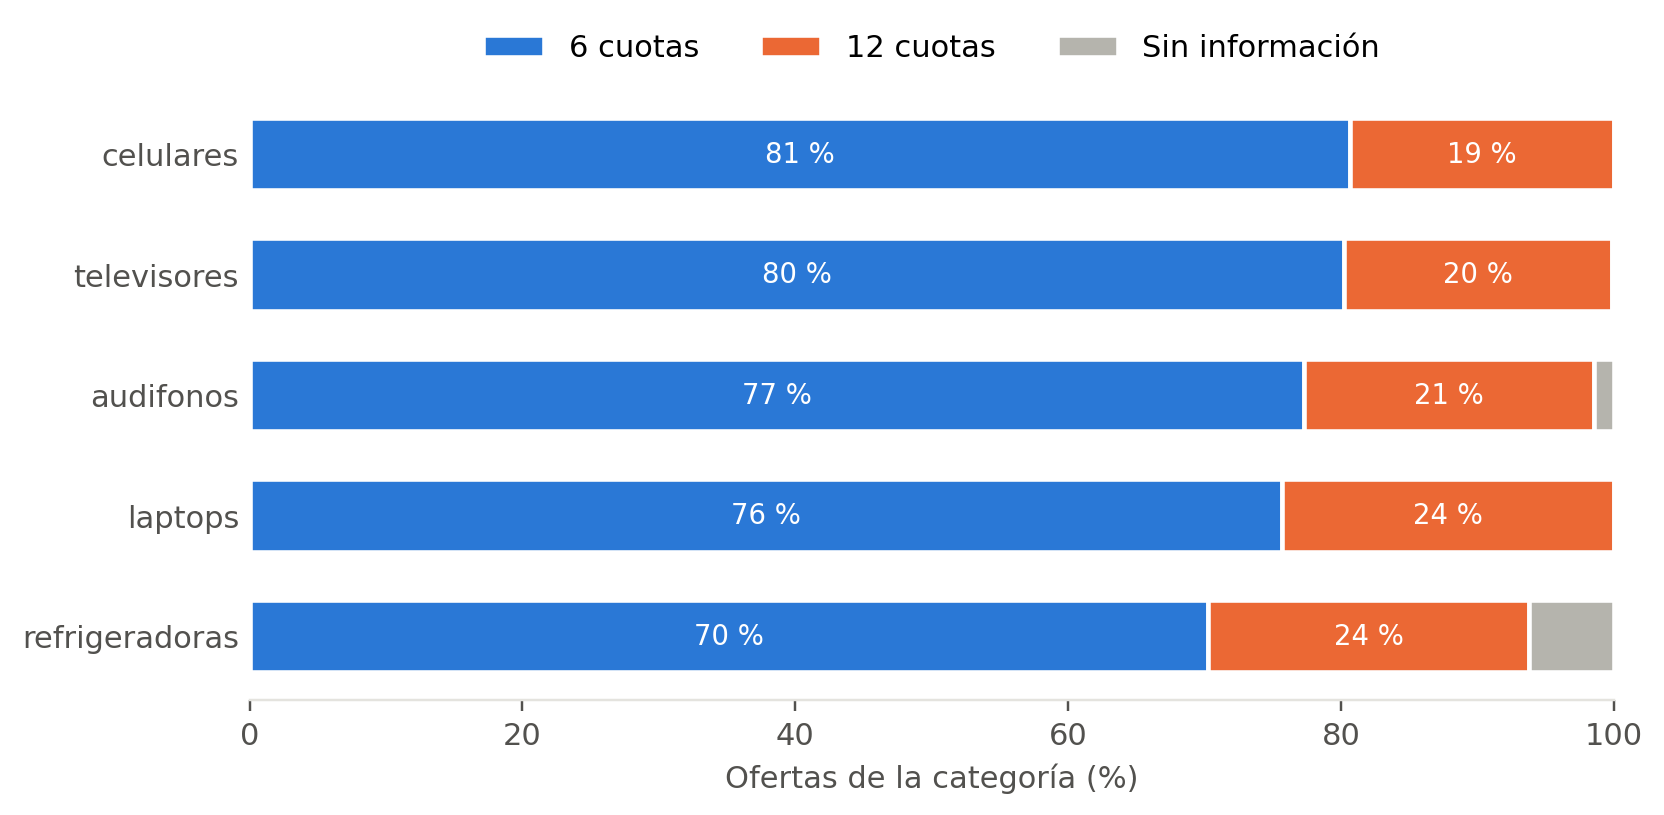 6 cuotas 12 cuotas Sin información
celulares 81 % 19 %
televisores 80 % 20 %
audifonos 77 % 21 %
laptops 76 % 24 %
refrigeradoras 70 % 24 %
0 20 40 60 80 100
Ofertas de la categoría (%)